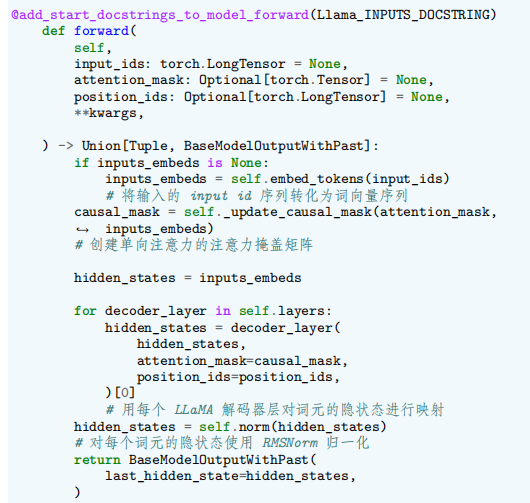 @add_start_docstrings_to_model_forward(Llama_INPUTS_DOCSTRING)
def forward(
self,
input_ids: torch.LongTensor = None,
attention_mask: Optional[torch.Tensor] = None,
position_ids: Optional[torch.LongTensor] = None,
**kwargs,
) -> Union[Tuple, BaseModelOutputWithPast]:
if inputs_embeds is None:
inputs_embeds = self.embed_tokens(input_ids)
# 将输入的 input id 序列转化为词向量序列
causal_mask = self._update_causal_mask(attention_mask,
↪ inputs_embeds)
# 创建单向注意力的注意力掩盖矩阵
hidden_states = inputs_embeds
for decoder_layer in self.layers:
hidden_states = decoder_layer(
hidden_states,
attention_mask=causal_mask,
position_ids=position_ids,
)[0]
# 用每个 LLaMA 解码器层对词元的隐状态进行映射
hidden_states = self.norm(hidden_states)
# 对每个词元的隐状态使用 RMSNorm 归一化
return BaseModelOutputWithPast(
last_hidden_state=hidden_states,
)